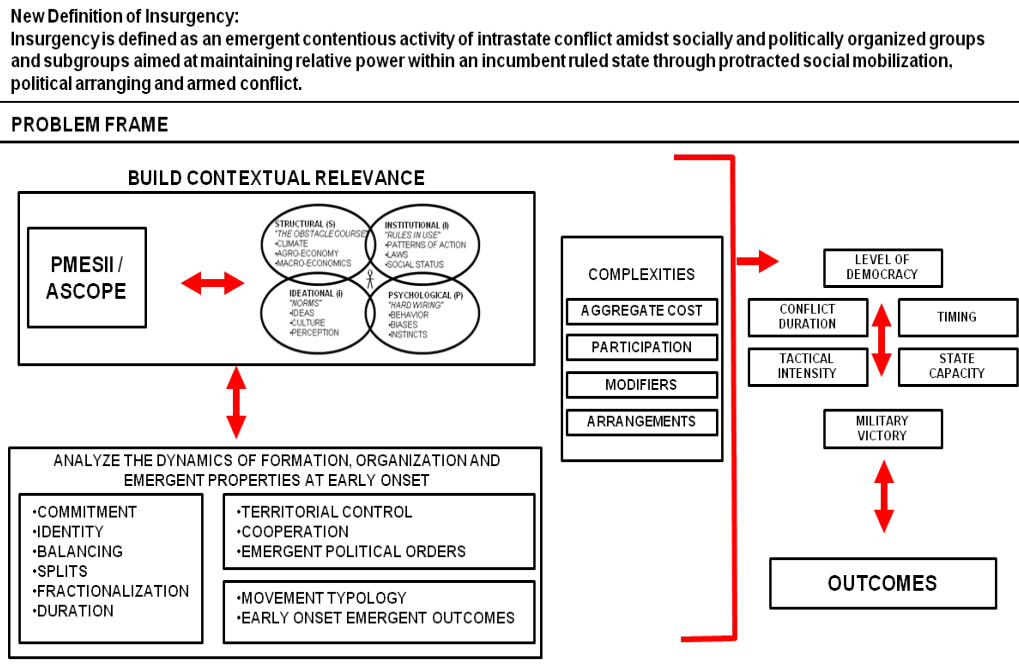 New Definition of Insurgency:
Insurgency is defined as an emergent contentious activity of intrastate conflict amidst socially and politically organized groups
and subgroups aimed at maintaining relative power within an incumbent ruled state through protracted social mobilization,
political arranging and armed conflict.
PROBLEM FRAME
BUILD CONTEXTUAL RELEVANCE
PMESII /
ASCOPE
STRUCTURAL (S)
"THE OBSTACLE COURSE"
•CLIMATE
•AGRO-ECONOMY
•MACRO-ECONOMICS
INSTITUTIONAL (I)
"RULES IN USE"
•PATTERNS OF ACTION
•LAWS
•SOCIAL STATUS
IDEATIONAL (i)
"NORMS"
•IDEAS
•CULTURE
•PERCEPTION
PSYCHOLOGICAL (P)
"HARD WIRING"
•BEHAVIOR
•BIASES
•INSTINCTS
ANALYZE THE DYNAMICS OF FORMATION, ORGANIZATION AND
EMERGENT PROPERTIES AT EARLY ONSET
•COMMITMENT
•IDENTITY
•BALANCING
•SPLITS
•FRACTIONALIZATION
•DURATION
•TERRITORIAL CONTROL
•COOPERATION
•EMERGENT POLITICAL ORDERS
•MOVEMENT TYPOLOGY
•EARLY ONSET EMERGENT OUTCOMES
COMPLEXITIES
AGGREGATE COST
PARTICIPATION
MODIFIERS
ARRANGEMENTS
LEVEL OF
DEMOCRACY
CONFLICT
DURATION
TIMING
TACTICAL
INTENSITY
STATE
CAPACITY
MILITARY
VICTORY
OUTCOMES